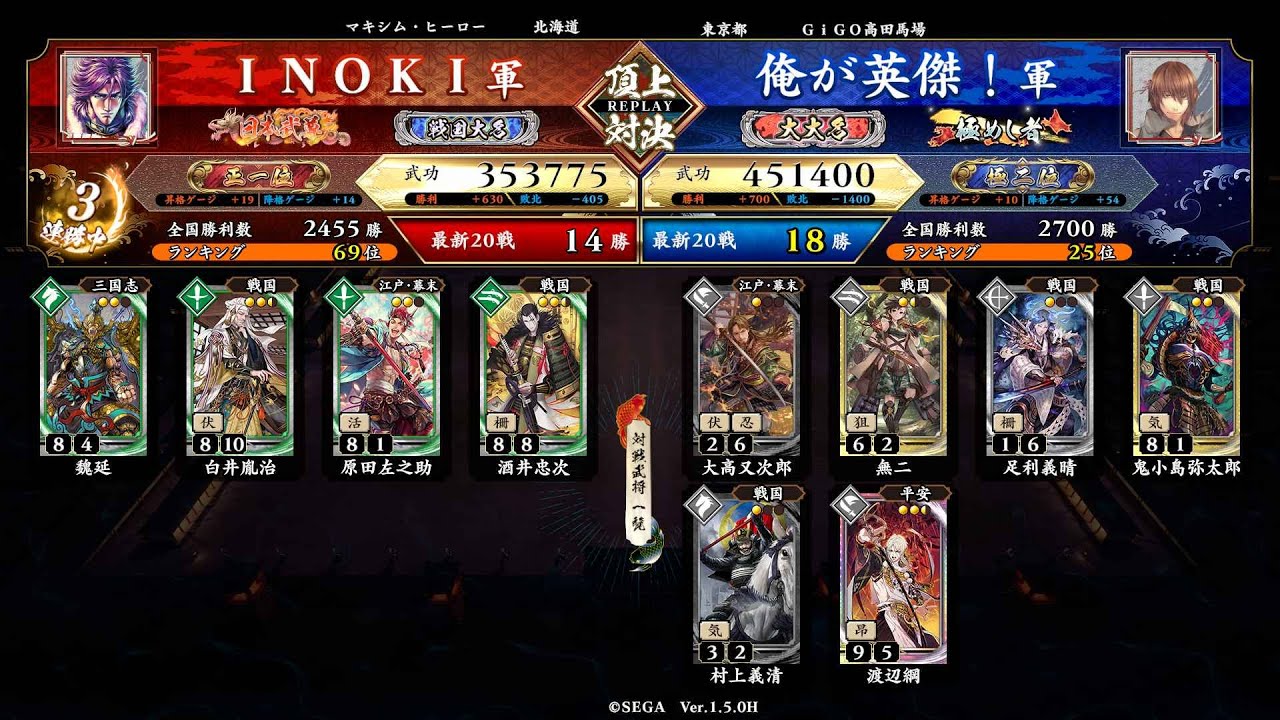 マキシム・ヒーロー 北海道 東京都 GiGO高田馬場
INOKI軍
頂上
REPLAY
対決
俺が英傑!軍
戦国大名
大大名
極めし者
3
連勝中
正一位
昇格ゲージ +19 降格ゲージ +14
武功 353775
勝利 +630 敗北 -405
武功 451400
勝利 +700 敗北 -1400
極二位
昇格ゲージ +10 降格ゲージ +54
全国勝利数 2455勝
ランキング 69位
最新20戦 14勝
最新20戦 18勝
全国勝利数 2700勝
ランキング 25位
三国志
8 4
魏延
戦国
伏
8 10
白井胤治
江戸・幕末
活
8 1
原田左之助
戦国
柵
8 8
酒井忠次
対戦武将一覧
江戸・幕末
伏 忍
2 6
大高又次郎
戦国
狙
6 2
無二
戦国
柵
1 6
足利義晴
戦国
気
8 1
鬼小島弥太郎
戦国
気
3 2
村上義清
平安
昂
9 5
渡辺綱
©SEGA Ver.1.5.0H